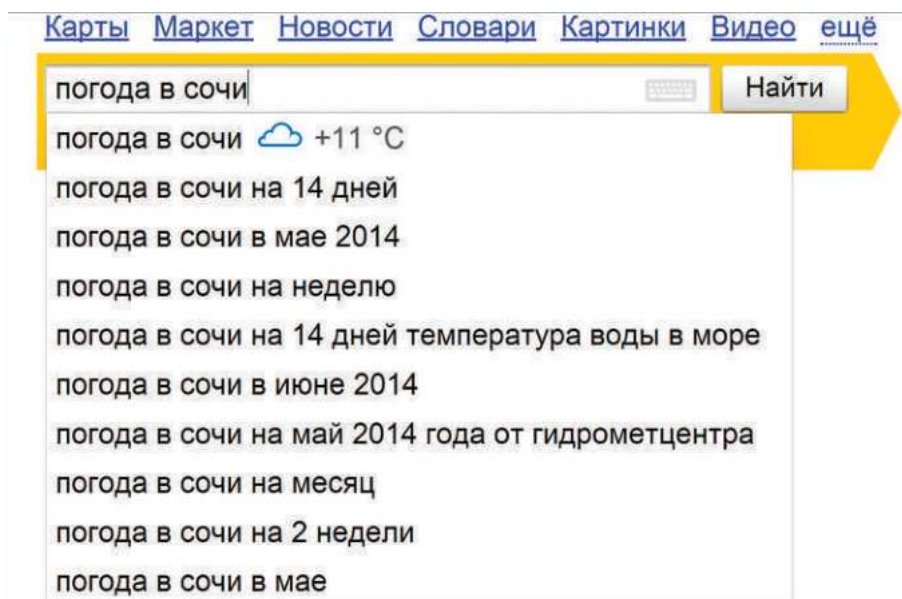 Карты Маркет Новости Словари Картинки Видео ещё
погода в сочи Найти
погода в сочи +11 °C
погода в сочи на 14 дней
погода в сочи в мае 2014
погода в сочи на неделю
погода в сочи на 14 дней температура воды в море
погода в сочи в июне 2014
погода в сочи на май 2014 года от гидрометцентра
погода в сочи на месяц
погода в сочи на 2 недели
погода в сочи в мае